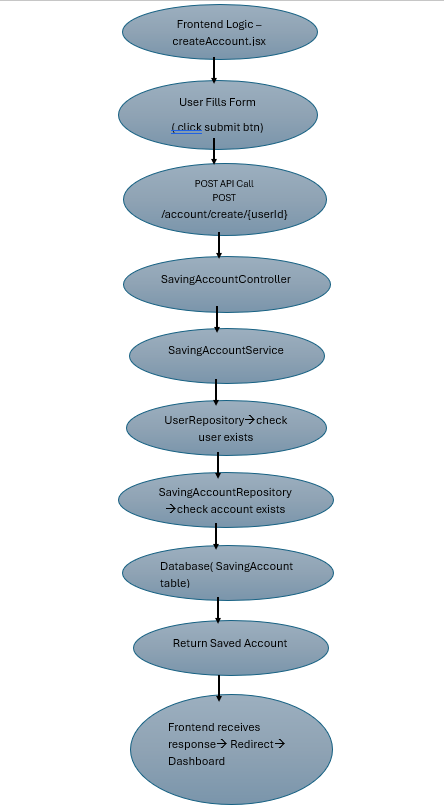 Frontend Logic –
createAccount.jsx
User Fills Form
( click submit btn)
POST API Call
POST
/account/create/{userId}
SavingAccountController
SavingAccountService
UserRepository→check
user exists
SavingAccountRepository
→check account exists
Database( SavingAccount
table)
Return Saved Account
Frontend receives
response→ Redirect→
Dashboard